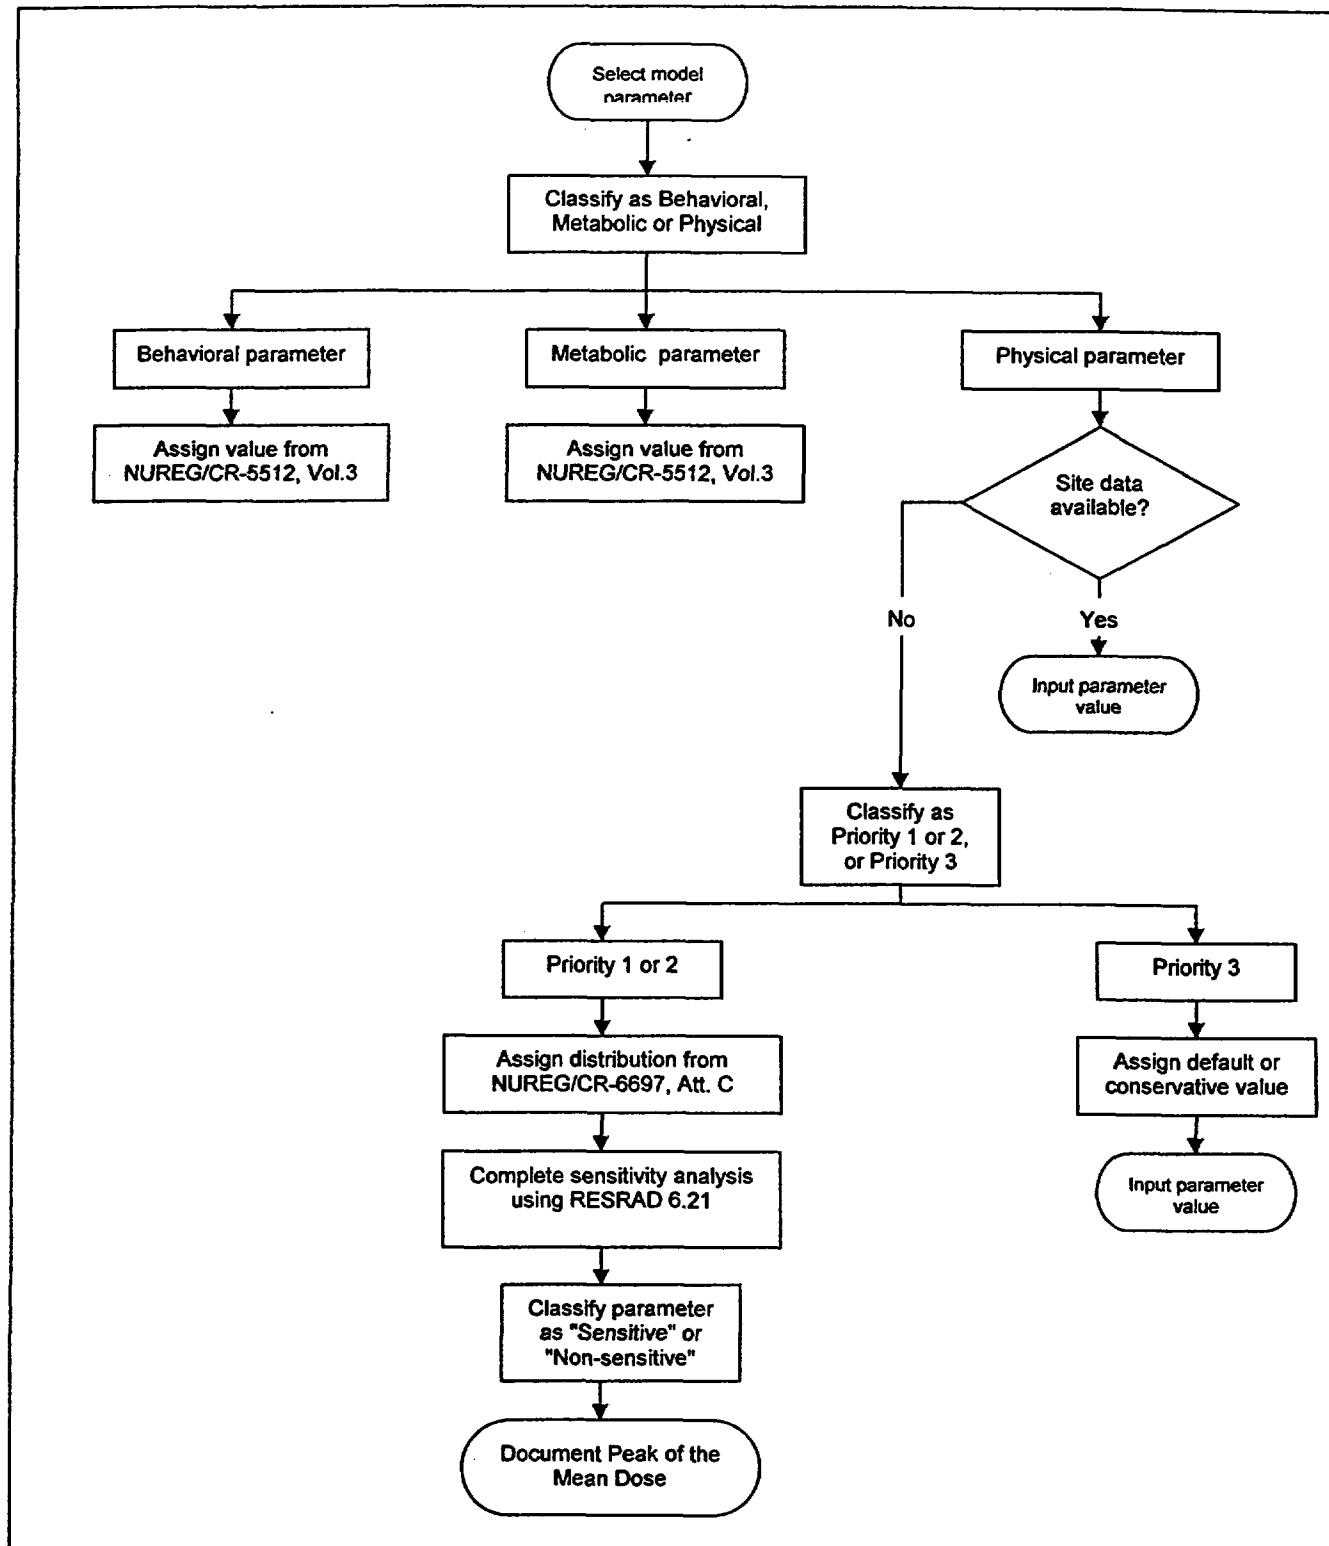 Select model
parameter
Classify as Behavioral,
Metabolic or Physical
Behavioral parameter
Metabolic parameter
Physical parameter
Assign value from
NUREG/CR-5512, Vol.3
Assign value from
NUREG/CR-5512, Vol.3
Site data
available?
No
Yes
Input parameter
value
Classify as
Priority 1 or 2,
or Priority 3
Priority 1 or 2
Priority 3
Assign distribution from
NUREG/CR-6697, Att. C
Assign default or
conservative value
Complete sensitivity analysis
using RESRAD 6.21
Input parameter
value
Classify parameter
as "Sensitive" or
"Non-sensitive"
Document Peak of the
Mean Dose